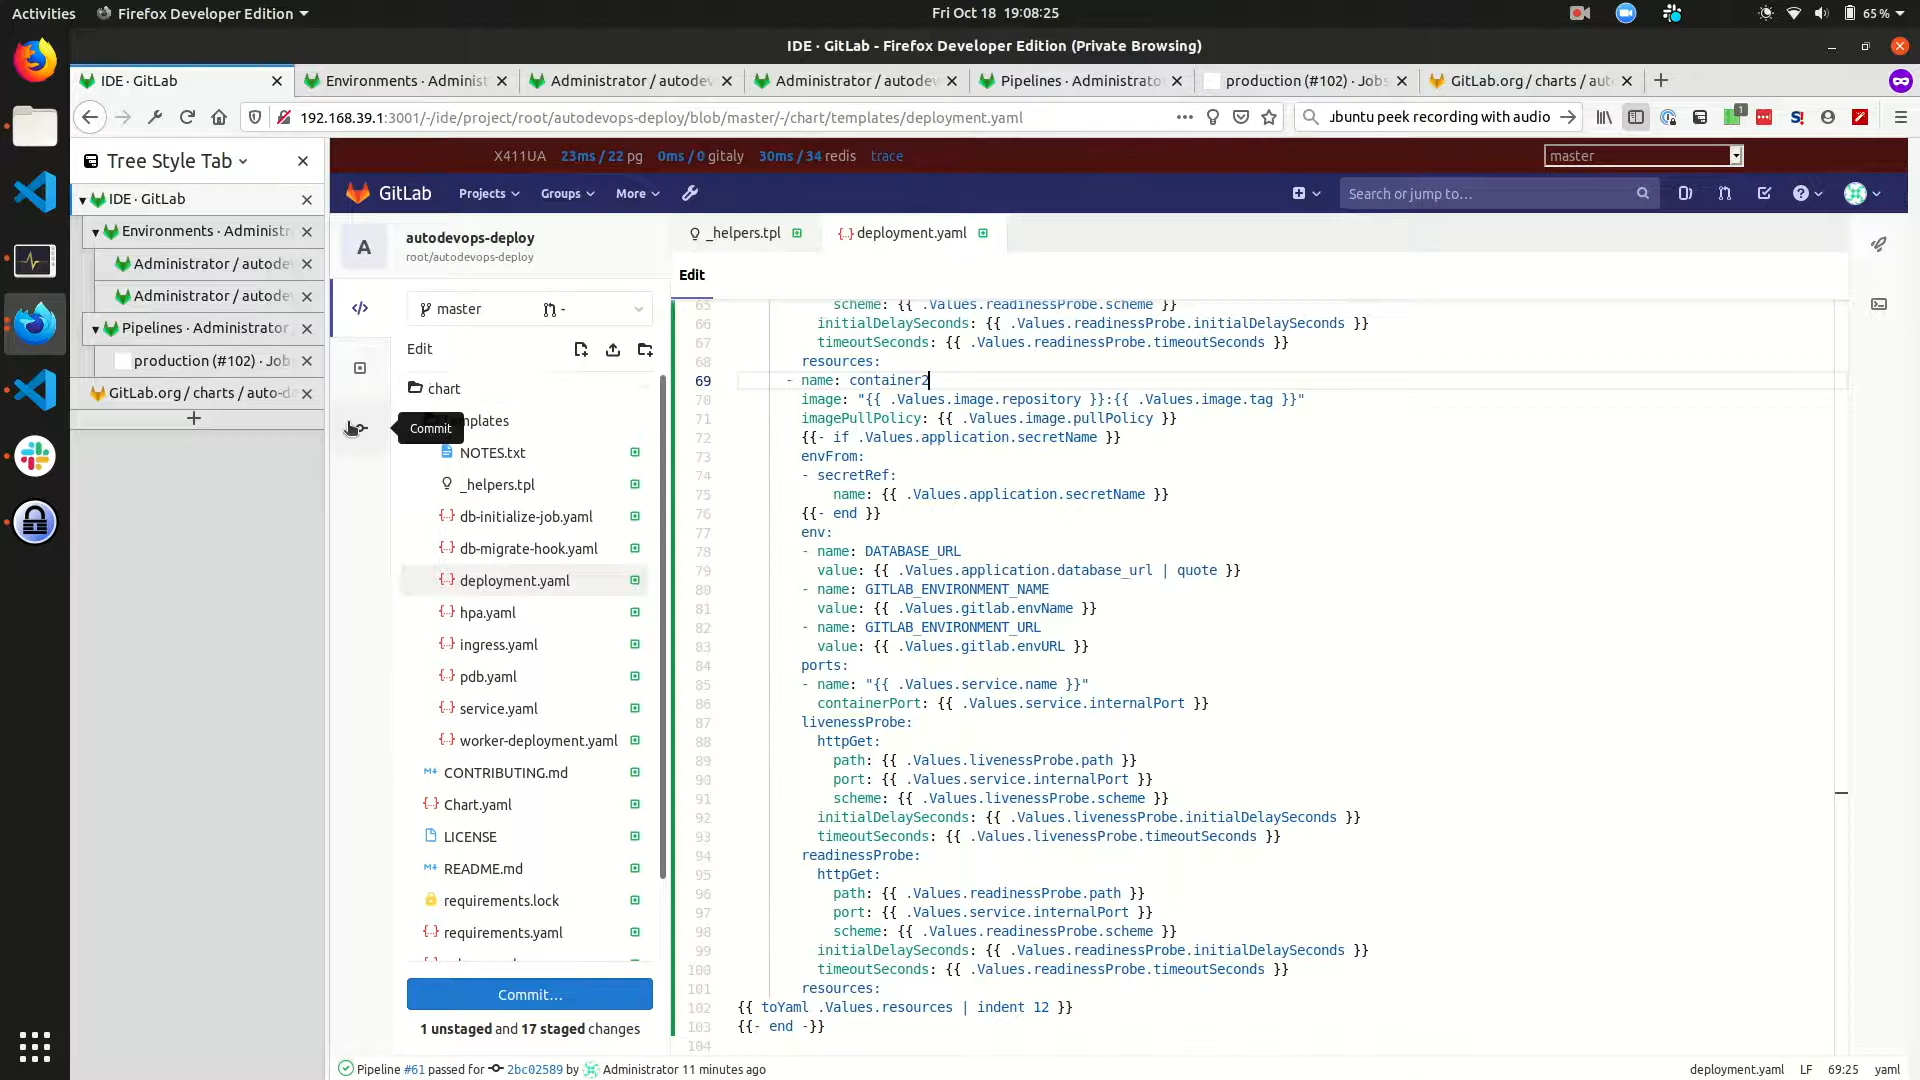 Activities
Firefox Developer Edition
Fri Oct 18 19:08:25
65 %
IDE · GitLab - Firefox Developer Edition (Private Browsing)
IDE · GitLab
Environments · Administ
Administrator / autodev
Administrator / autodev
Pipelines · Administrator
production (#102) · Jobs
GitLab.org / charts / aut
192.168.39.1:3001/-/ide/project/root/autodevops-deploy/blob/master/-/chart/templates/deployment.yaml
ubuntu peek recording with audio
1
Tree Style Tab
X411UA
23ms / 22 pg
0ms / 0 gitaly
30ms / 34 redis
trace
master
IDE · GitLab
Environments · Administr
Administrator / autodev
Administrator / autodev
Pipelines · Administrator
production (#102) · Job
GitLab.org / charts / auto-d
GitLab
Projects
Groups
More
Search or jump to...
A
autodevops-deploy
root/autodevops-deploy
master
-
Edit
chart
Commit
mplates
NOTES.txt
_helpers.tpl
db-initialize-job.yaml
db-migrate-hook.yaml
deployment.yaml
hpa.yaml
ingress.yaml
pdb.yaml
service.yaml
worker-deployment.yaml
CONTRIBUTING.md
Chart.yaml
LICENSE
README.md
requirements.lock
requirements.yaml
Commit...
1 unstaged and 17 staged changes
_helpers.tpl
deployment.yaml
Edit
65 scheme: {{ .Values.readinessProbe.scheme }}
66 initialDelaySeconds: {{ .Values.readinessProbe.initialDelaySeconds }}
67 timeoutSeconds: {{ .Values.readinessProbe.timeoutSeconds }}
68 resources:
69 - name: container2
70 image: "{{ .Values.image.repository }}:{{ .Values.image.tag }}"
71 imagePullPolicy: {{ .Values.image.pullPolicy }}
72 {{- if .Values.application.secretName }}
73 envFrom:
74 - secretRef:
75 name: {{ .Values.application.secretName }}
76 {{- end }}
77 env:
78 - name: DATABASE_URL
79 value: {{ .Values.application.database_url | quote }}
80 - name: GITLAB_ENVIRONMENT_NAME
81 value: {{ .Values.gitlab.envName }}
82 - name: GITLAB_ENVIRONMENT_URL
83 value: {{ .Values.gitlab.envURL }}
84 ports:
85 - name: "{{ .Values.service.name }}"
86 containerPort: {{ .Values.service.internalPort }}
87 livenessProbe:
88 httpGet:
89 path: {{ .Values.livenessProbe.path }}
90 port: {{ .Values.service.internalPort }}
91 scheme: {{ .Values.livenessProbe.scheme }}
92 initialDelaySeconds: {{ .Values.livenessProbe.initialDelaySeconds }}
93 timeoutSeconds: {{ .Values.livenessProbe.timeoutSeconds }}
94 readinessProbe:
95 httpGet:
96 path: {{ .Values.readinessProbe.path }}
97 port: {{ .Values.service.internalPort }}
98 scheme: {{ .Values.readinessProbe.scheme }}
99 initialDelaySeconds: {{ .Values.readinessProbe.initialDelaySeconds }}
100 timeoutSeconds: {{ .Values.readinessProbe.timeoutSeconds }}
101 resources:
102 {{ toYaml .Values.resources | indent 12 }}
103 {{- end -}}
104
Pipeline #61 passed for 2bc02589 by Administrator 11 minutes ago
deployment.yaml
LF
69:25
yaml